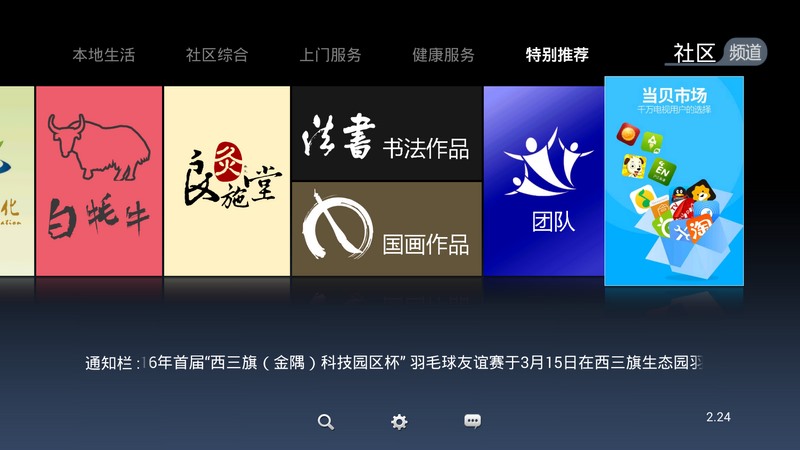 本地生活
社区综合
上门服务
健康服务
特别推荐
社区 频道
化
白牦牛
良灸施堂
法書 书法作品
国画作品
团队
当贝市场
千万电视用户的选择
EN
淘
通知栏 :16年首届“西三旗（金隅）科技园区杯” 羽毛球友谊赛于3月15日在西三旗生态园羽
2.24